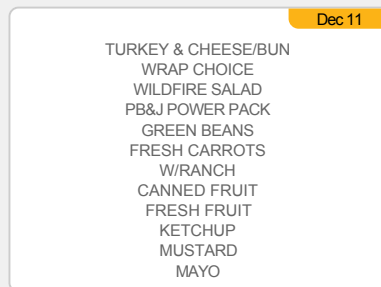 Dec 11
TURKEY & CHEESE/BUN
WRAP CHOICE
WILDFIRE SALAD
PB&J POWER PACK
GREEN BEANS
FRESH CARROTS
W/RANCH
CANNED FRUIT
FRESH FRUIT
KETCHUP
MUSTARD
MAYO